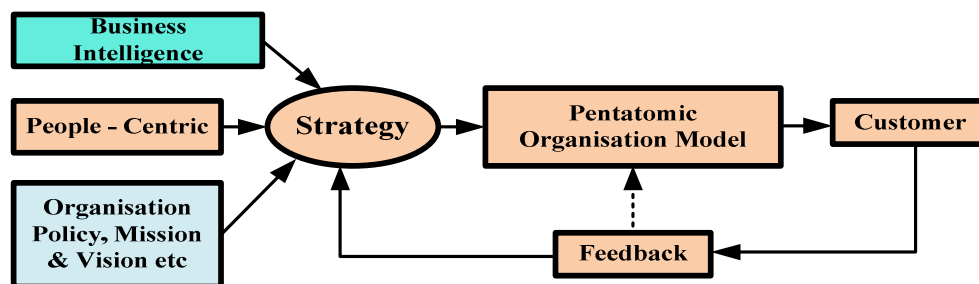 Business
Intelligence
People - Centric
Organisation
Policy, Mission
& Vision etc
Strategy
Pentatomic
Organisation Model
Customer
Feedback